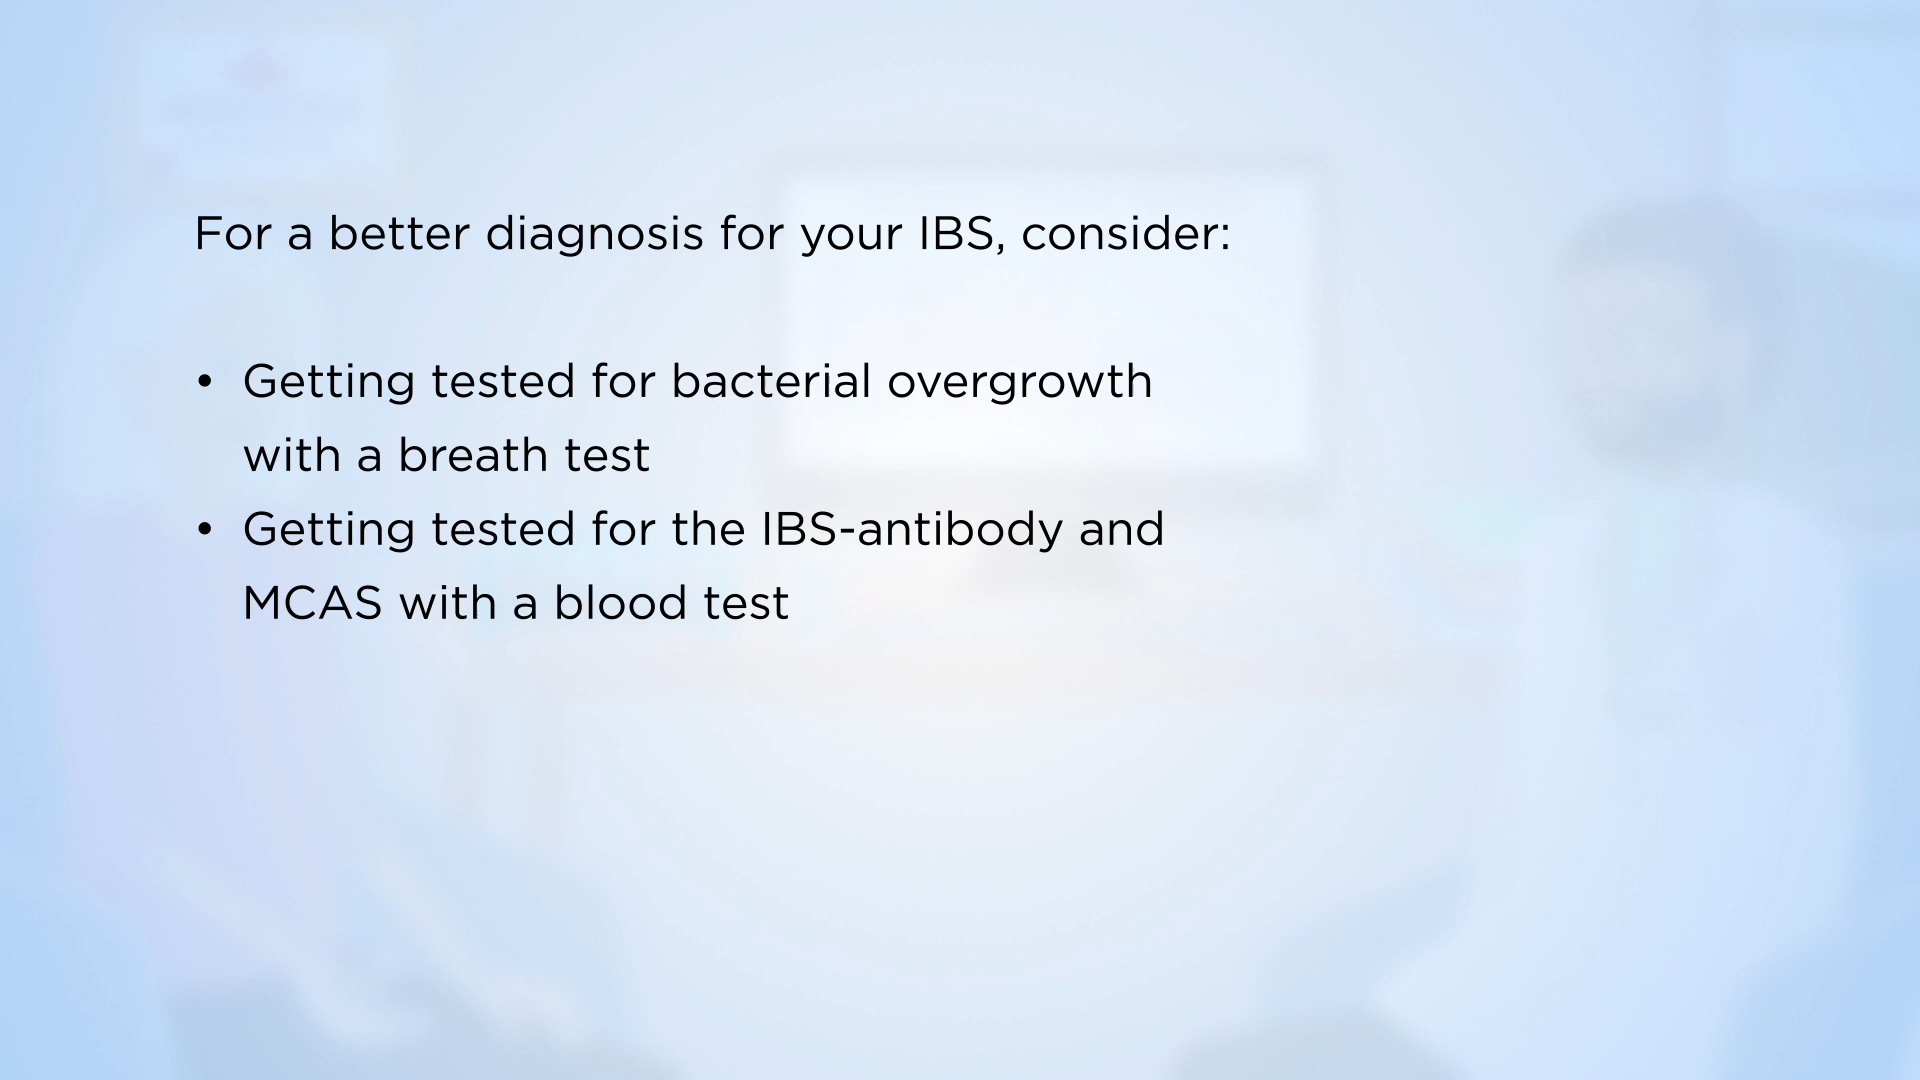 For a better diagnosis for your IBS, consider:
• Getting tested for bacterial overgrowth
with a breath test
• Getting tested for the IBS-antibody and
MCAS with a blood test